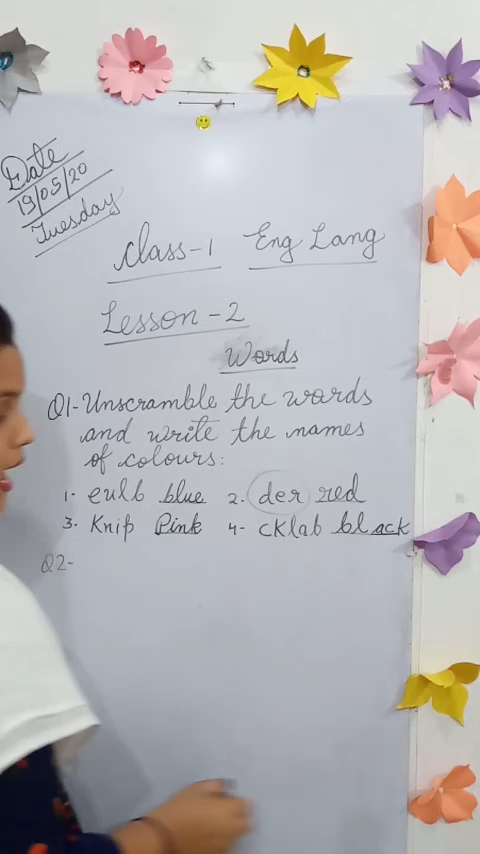 Date
19/05/20
Tuesday
Class-1 Eng Lang
Lesson-2
Words
Q1- Unscramble the words
and write the names
of colours:
1. eulb blue 2. der red
3. Knip Pink 4- cklab black
Q2-